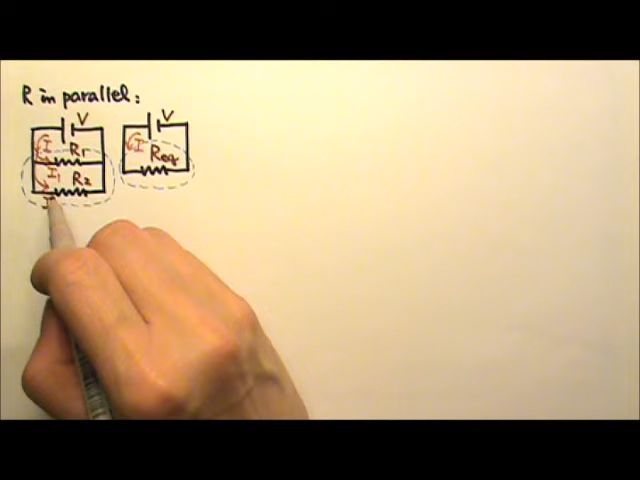 R in parallel:
V
V
I
R1
I
Req
I1
R2
I